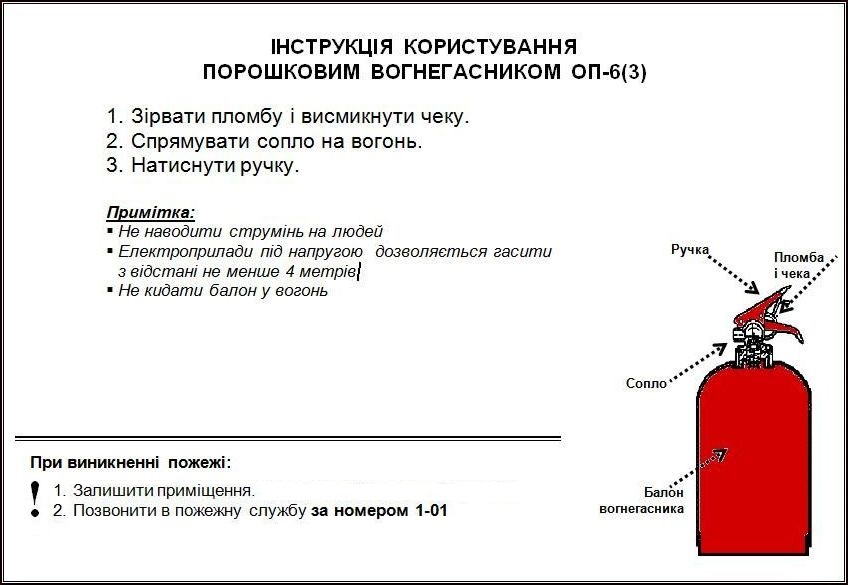 ІНСТРУКЦІЯ КОРИСТУВАННЯ
ПОРОШКОВИМ ВОГНЕГАСНИКОМ ОП-6(3)
1. Зірвати пломбу і висмикнути чеку.
2. Спрямувати сопло на вогонь.
3. Натиснути ручку.
Примітка:
▪ Не наводити струмінь на людей
▪ Електроприлади під напругою дозволяється гасити
з відстані не менше 4 метрів
▪ Не кидати балон у вогонь
Ручка
Пломба
і чека
Сопло
Балон
вогнегасника
При виникненні пожежі:
! 1. Залишити приміщення.
2. Позвонити в пожежну службу за номером 1-01